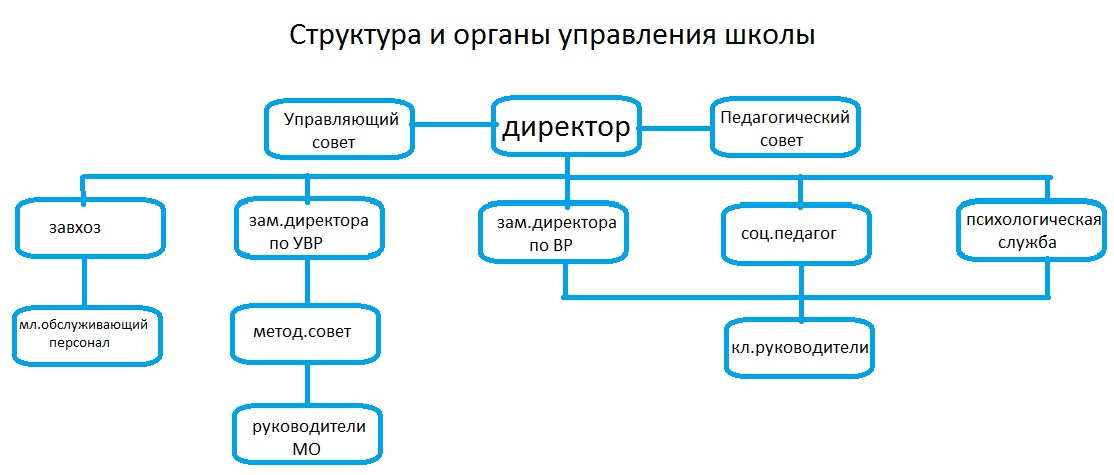 Структура и органы управления школы
Управляющий
совет
директор
Педагогический
совет
завхоз
зам.директора
по УВР
зам.директора
по ВР
соц.педагог
психологическая
служба
мл.обслуживающий
персонал
метод.совет
кл.руководители
руководители
МО